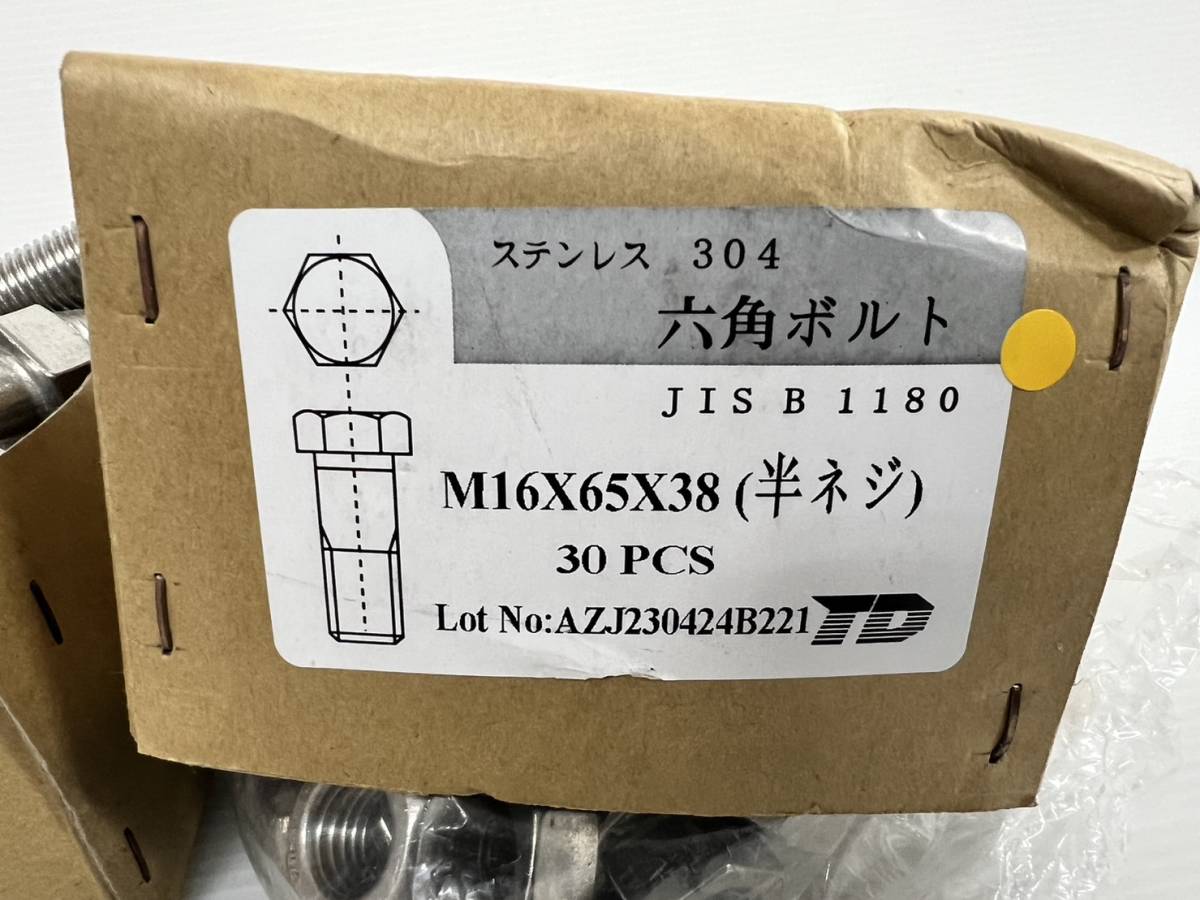 ステンレス 304
六角ボルト
JIS B 1180
M16X65X38 (半ネジ)
30 PCS
Lot No:AZJ230424B221 TD